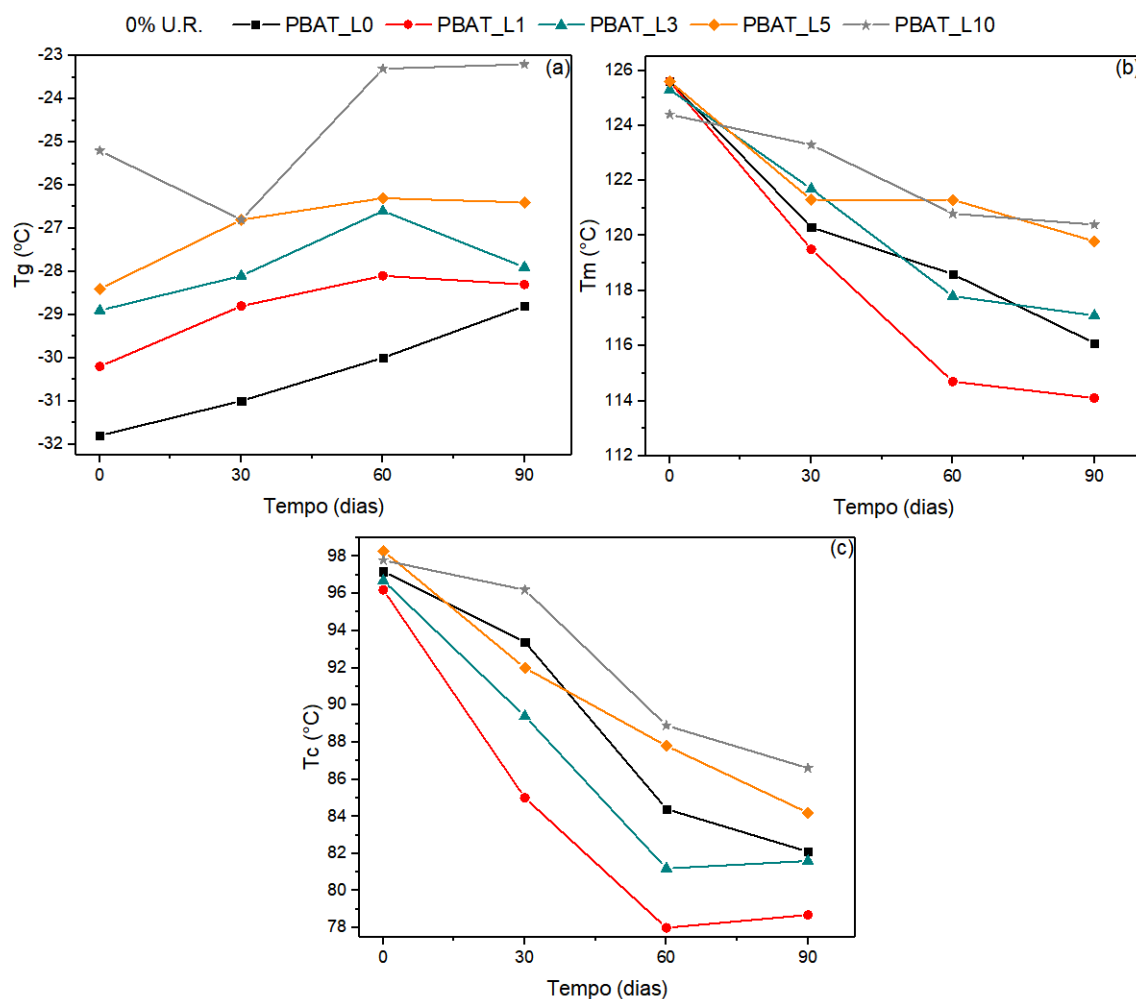 0% U.R. PBAT_L0 PBAT_L1 PBAT_L3 PBAT_L5 PBAT_L10
(a)
Tg (ºC)
-23
-24
-25
-26
-27
-28
-29
-30
-31
-32
0 30 60 90
Tempo (dias)
(b)
Tm (°C)
126
124
122
120
118
116
114
112
0 30 60 90
Tempo (dias)
(c)
Tc (°C)
98
96
94
92
90
88
86
84
82
80
78
0 30 60 90
Tempo (dias)